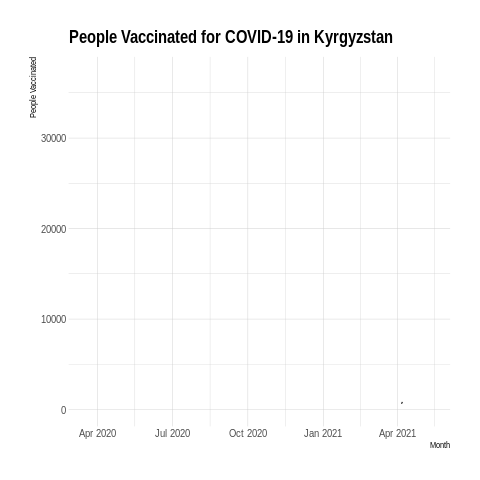 People Vaccinated for COVID-19 in Kyrgyzstan
People Vaccinated
30000
20000
10000
0
Apr 2020 Jul 2020 Oct 2020 Jan 2021 Apr 2021
Month